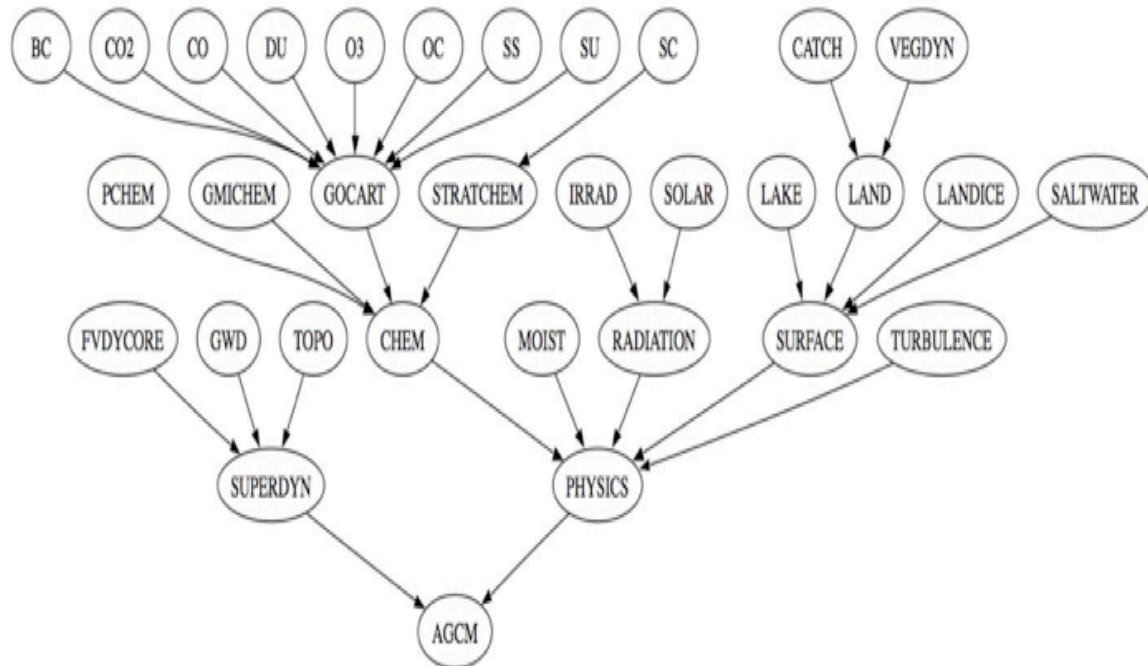 BC CO2 CO DU O3 OC SS SU SC CATCH VEGDYN
PCHEM GMICHEM GOCART STRATCHEM IRRAD SOLAR LAKE LAND LANDICE SALTWATER
FVDYCORE GWD TOPO CHEM MOIST RADIATION SURFACE TURBULENCE
SUPERDYN PHYSICS
AGCM